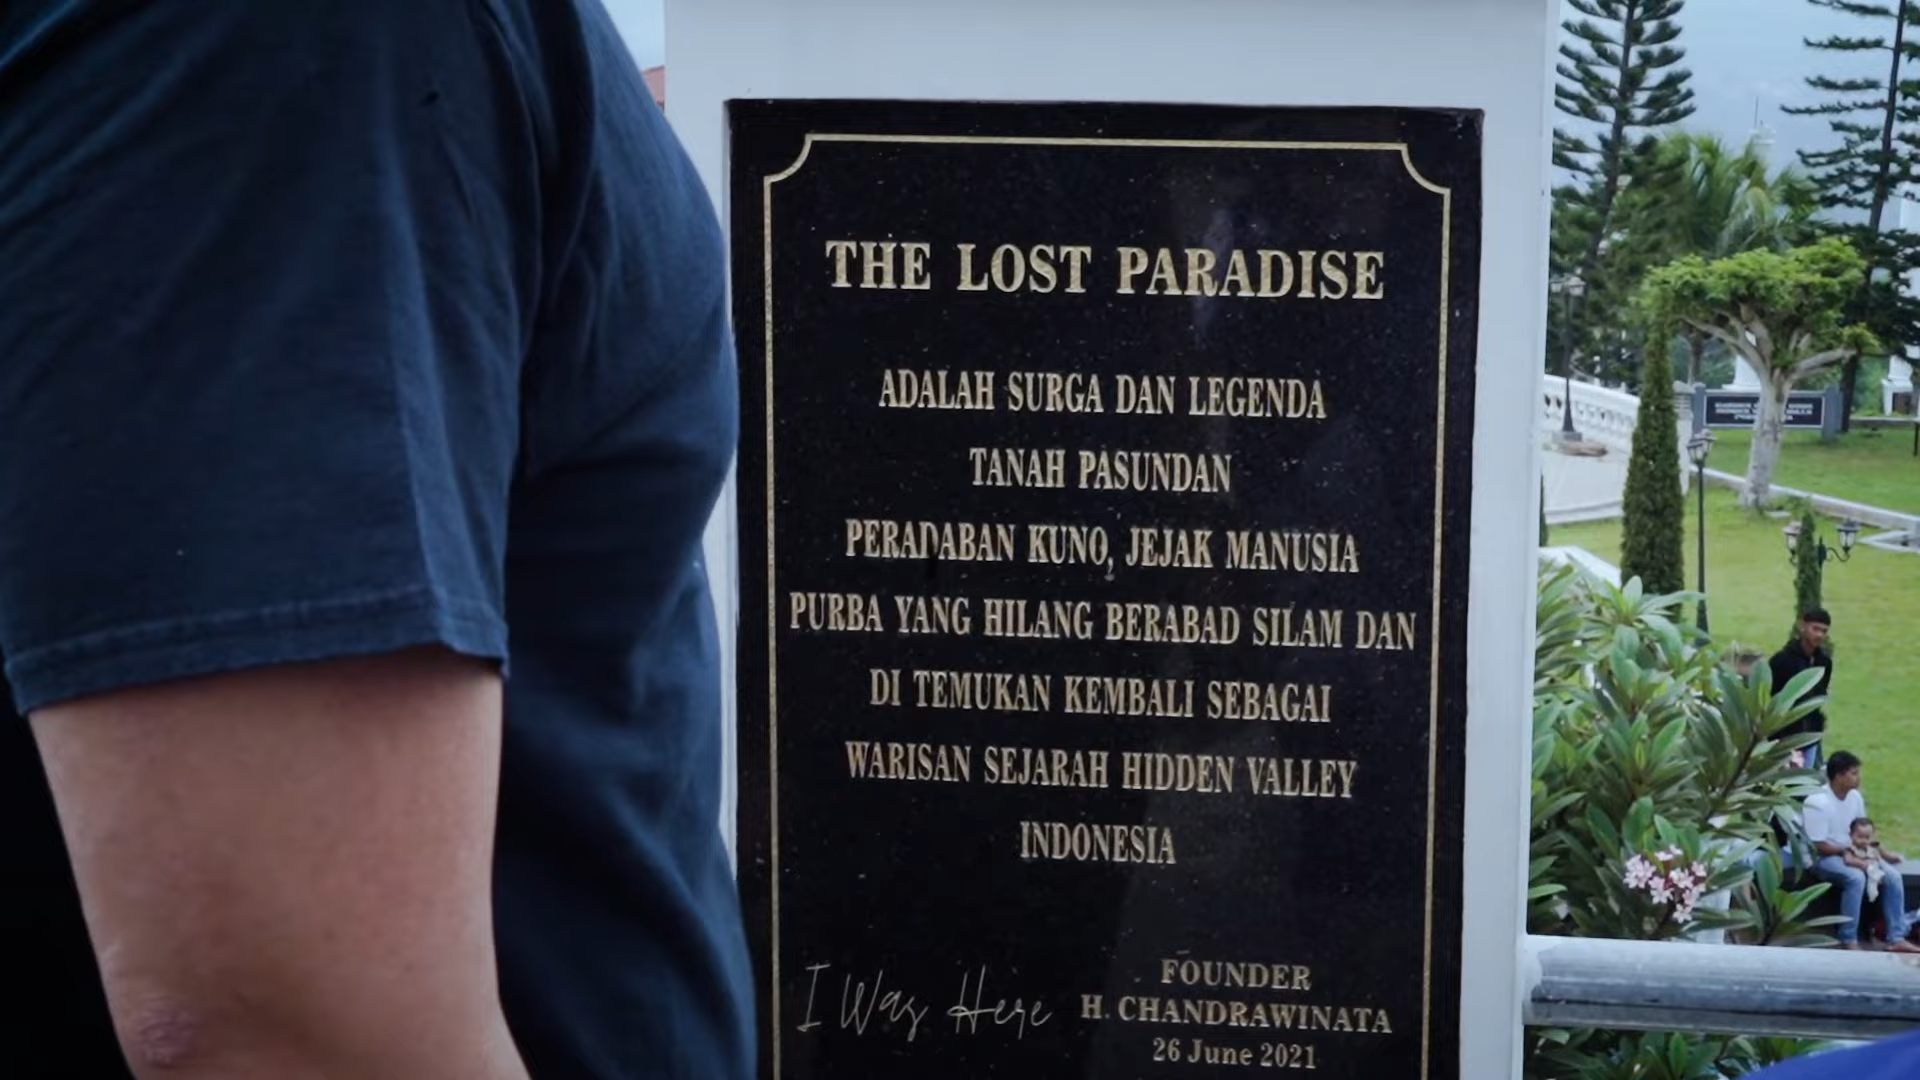 THE LOST PARADISE
ADALAH SURGA DAN LEGENDA
TANAH PASUNDAN
PERADABAN KUNO, JEJAK MANUSIA
PURBA YANG HILANG BERABAD SILAM DAN
DI TEMUKAN KEMBALI SEBAGAI
WARISAN SEJARAH HIDDEN VALLEY
INDONESIA
I Was Here
FOUNDER
H. CHANDRAWINATA
26 June 2021